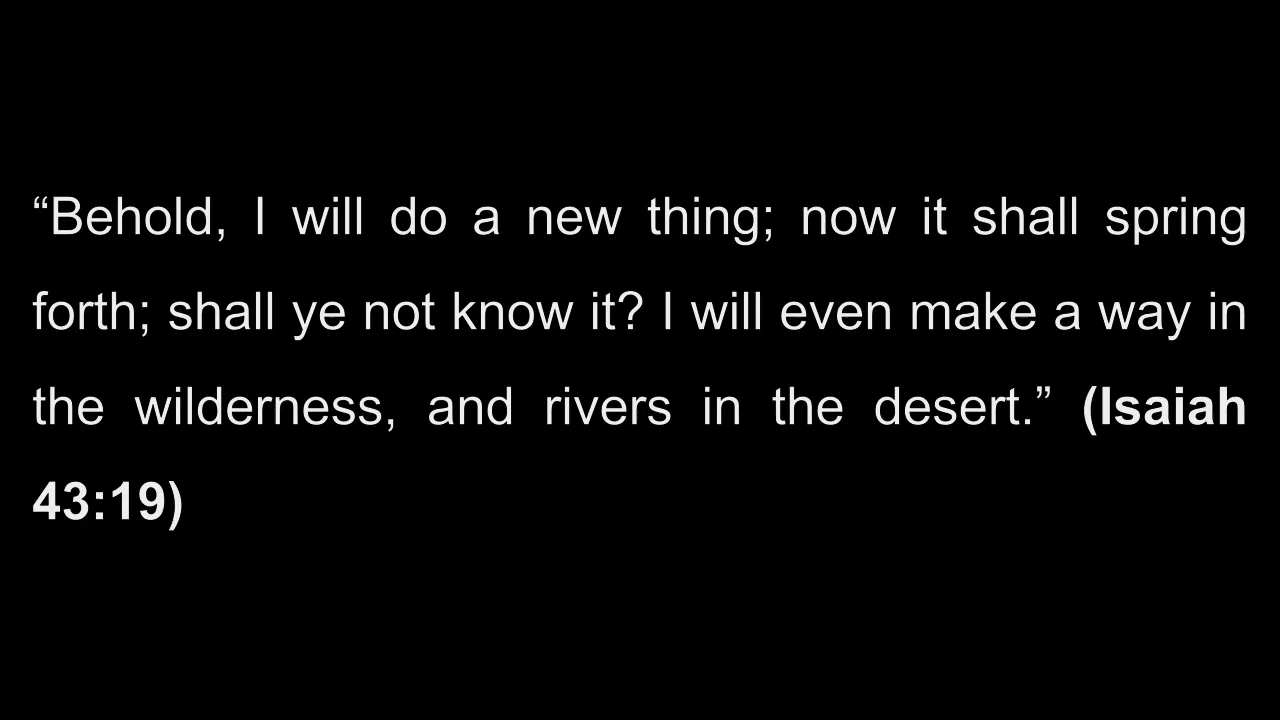 “Behold, I will do a new thing; now it shall spring
forth; shall ye not know it? I will even make a way in
the wilderness, and rivers in the desert.” (Isaiah
43:19)